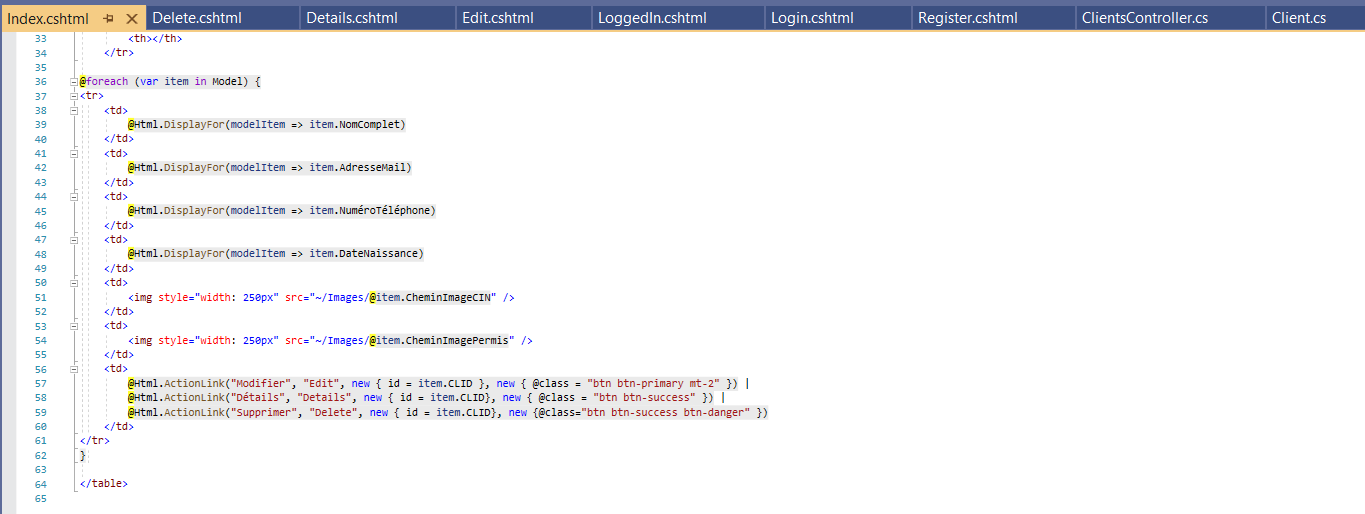 Index.cshtml Delete.cshtml Details.cshtml Edit.cshtml LoggedIn.cshtml Login.cshtml Register.cshtml ClientsController.cs Client.cs
33 <th></th>
34 </tr>
35
36 @foreach (var item in Model) {
37 <tr>
38 <td>
39 @Html.DisplayFor(modelItem => item.NomComplet)
40 </td>
41 <td>
42 @Html.DisplayFor(modelItem => item.AdresseMail)
43 </td>
44 <td>
45 @Html.DisplayFor(modelItem => item.NuméroTéléphone)
46 </td>
47 <td>
48 @Html.DisplayFor(modelItem => item.DateNaissance)
49 </td>
50 <td>
51 <img style="width: 250px" src="~/Images/@item.CheminImageCIN" />
52 </td>
53 <td>
54 <img style="width: 250px" src="~/Images/@item.CheminImagePermis" />
55 </td>
56 <td>
57 @Html.ActionLink("Modifier", "Edit", new { id = item.CLID }, new { @class = "btn btn-primary mt-2" }) |
58 @Html.ActionLink("Détails", "Details", new { id = item.CLID}, new { @class = "btn btn-success" }) |
59 @Html.ActionLink("Supprimer", "Delete", new { id = item.CLID}, new {@class="btn btn-success btn-danger" })
60 </td>
61 </tr>
62 }
63
64 </table>
65